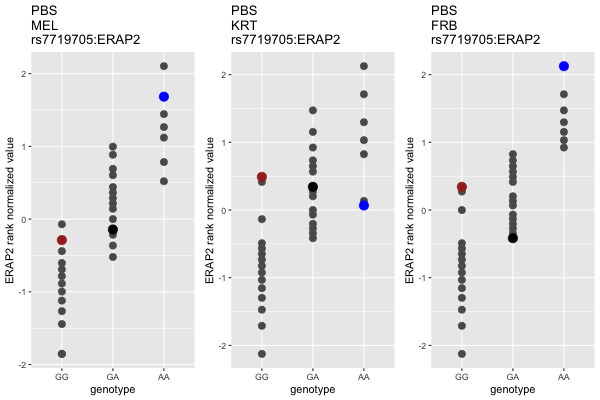 PBS
MEL
rs7719705:ERAP2
ERAP2 rank normalized value
2
1
0
-1
-2
GG GA AA
genotype
PBS
KRT
rs7719705:ERAP2
ERAP2 rank normalized value
2
1
0
-1
-2
GG GA AA
genotype
PBS
FRB
rs7719705:ERAP2
ERAP2 rank normalized value
2
1
0
-1
-2
GG GA AA
genotype